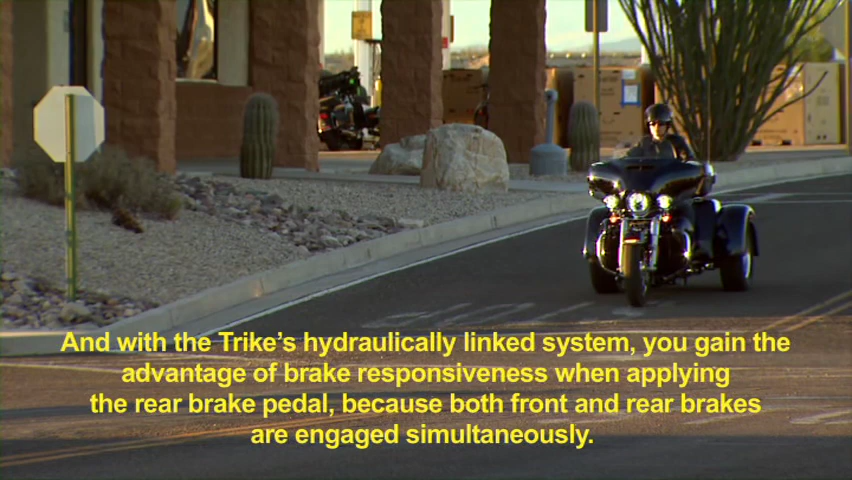 And with the Trike’s hydraulically linked system, you gain the
advantage of brake responsiveness when applying
the rear brake pedal, because both front and rear brakes
are engaged simultaneously.